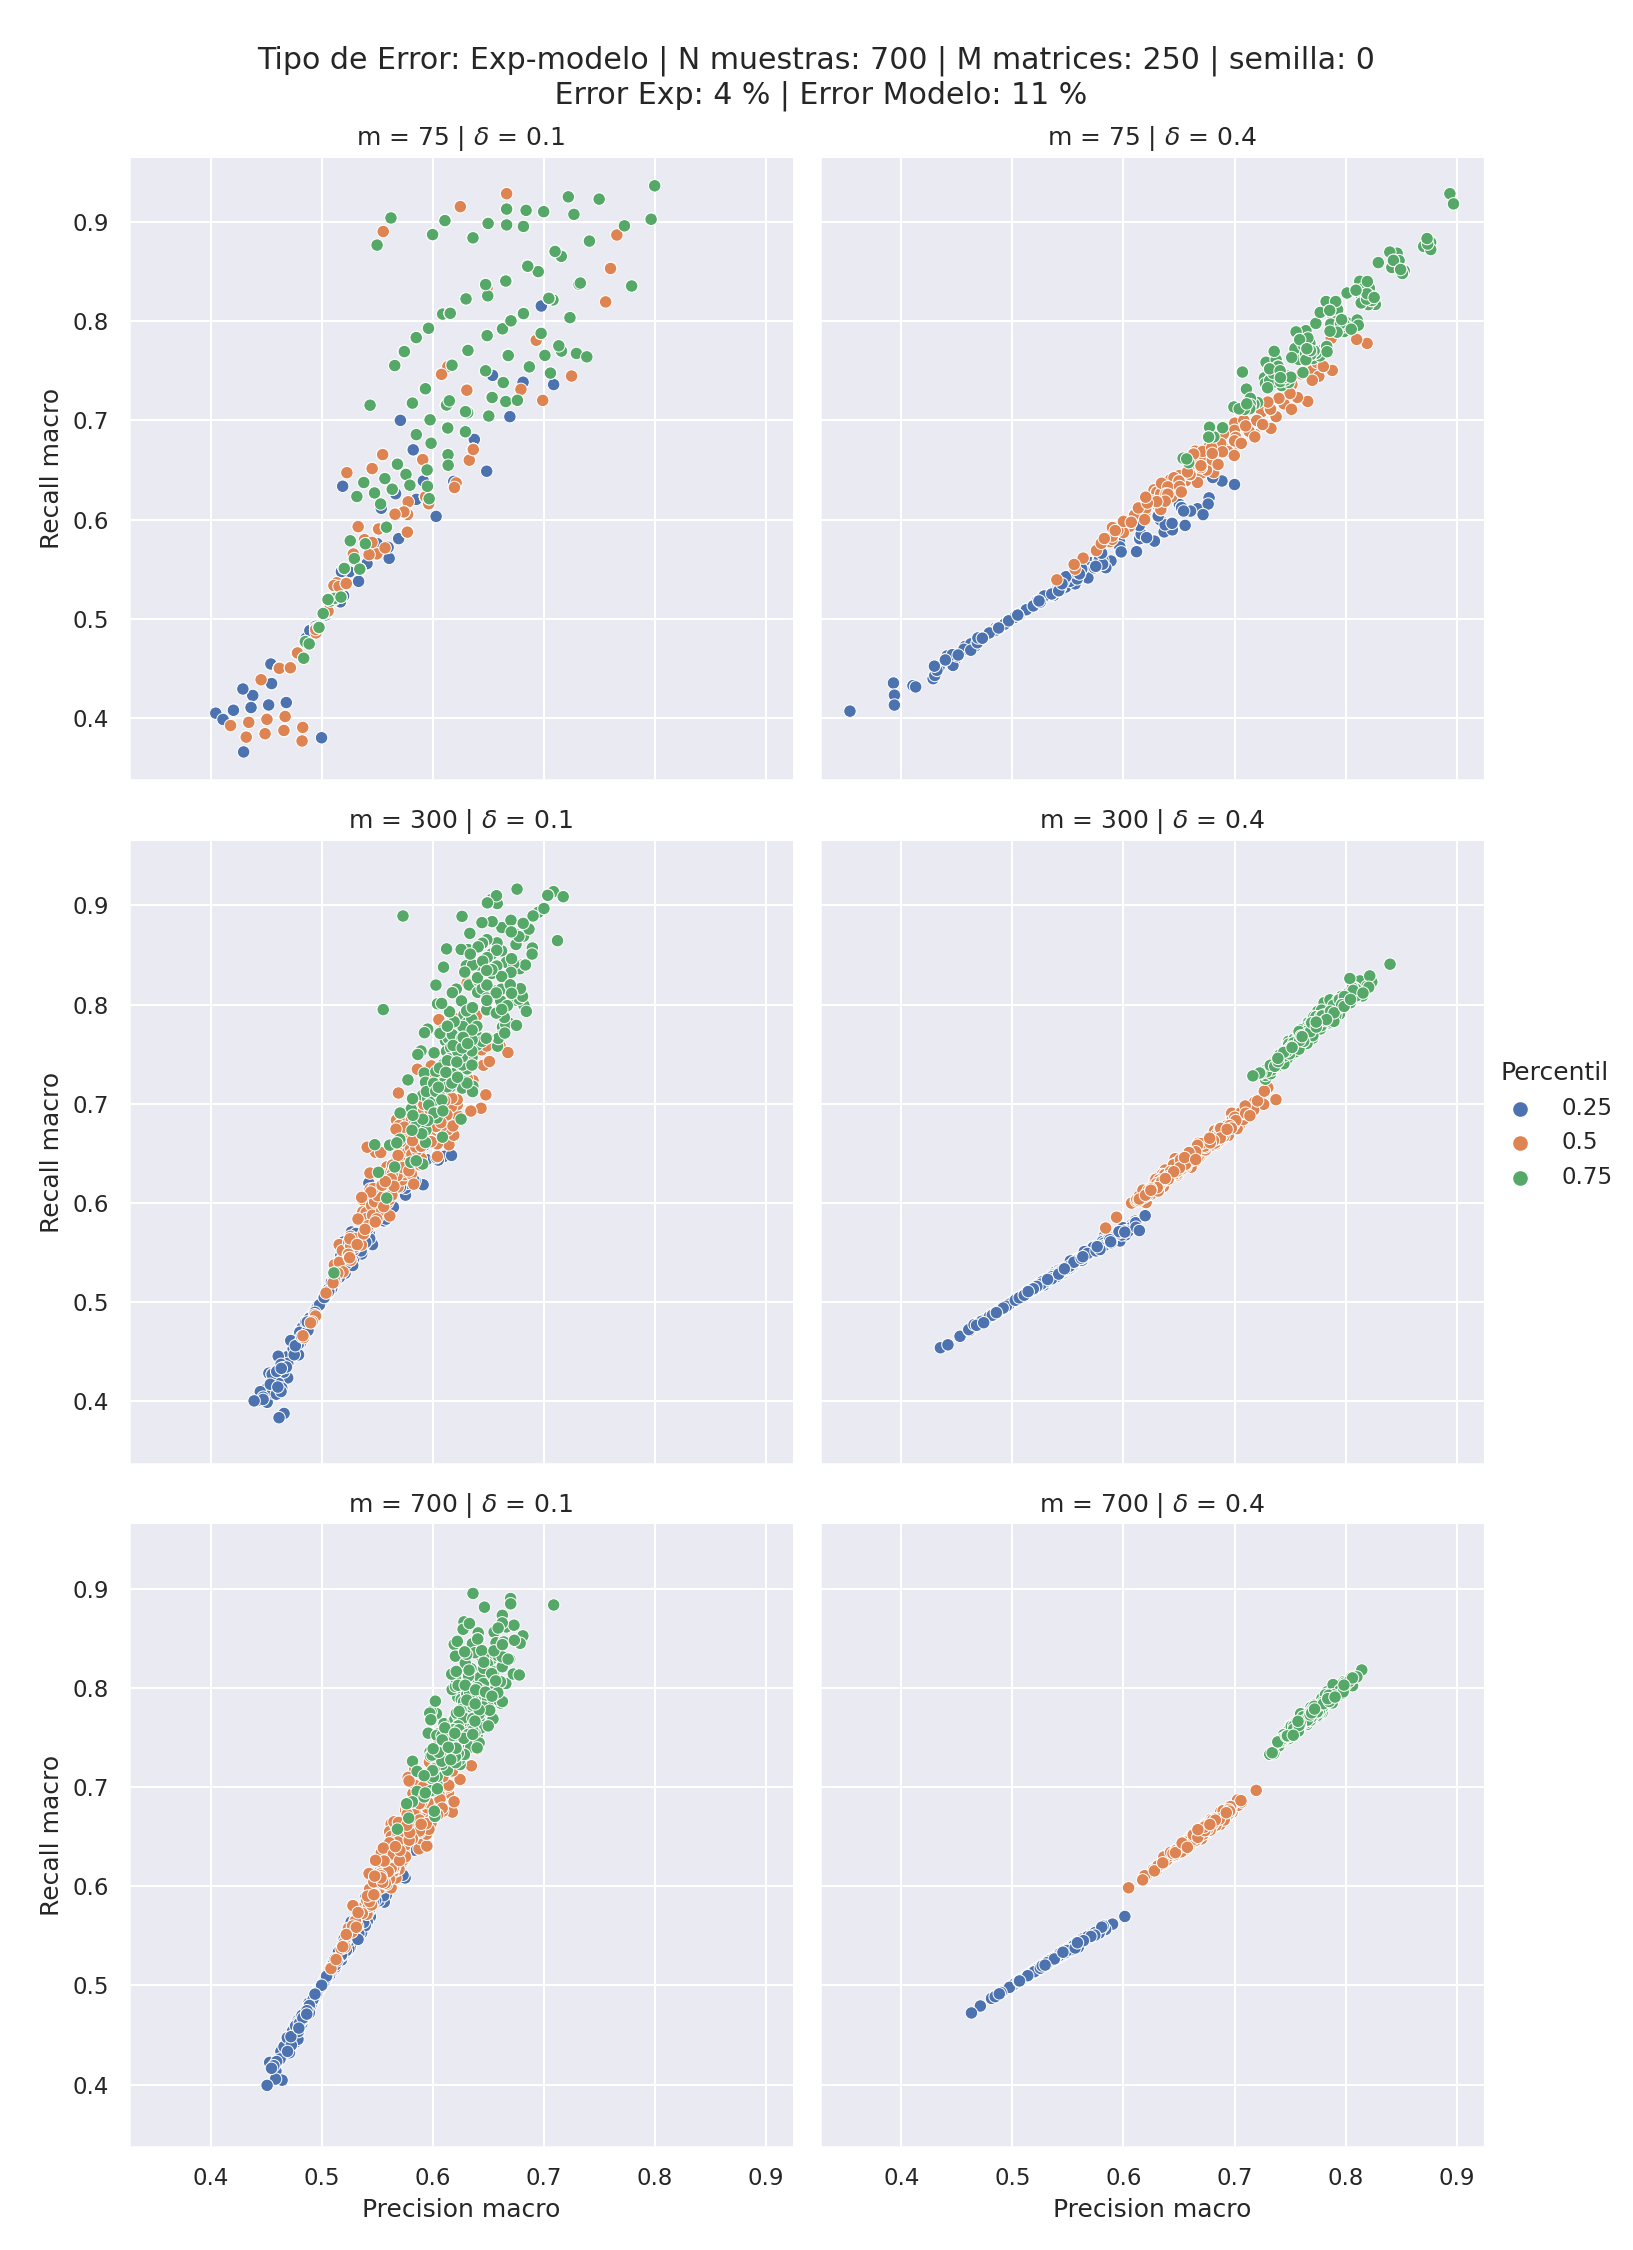 Tipo de Error: Exp-modelo | N muestras: 700 | M matrices: 250 | semilla: 0
Error Exp: 4 % | Error Modelo: 11 %
m = 75 | δ = 0.1
m = 75 | δ = 0.4
0.9
0.8
0.7
0.6
0.5
0.4
Recall macro
m = 300 | δ = 0.1
m = 300 | δ = 0.4
0.9
0.8
0.7
0.6
0.5
0.4
Recall macro
Percentil
0.25
0.5
0.75
m = 700 | δ = 0.1
m = 700 | δ = 0.4
0.9
0.8
0.7
0.6
0.5
0.4
Recall macro
0.4 0.5 0.6 0.7 0.8 0.9
0.4 0.5 0.6 0.7 0.8 0.9
Precision macro
Precision macro